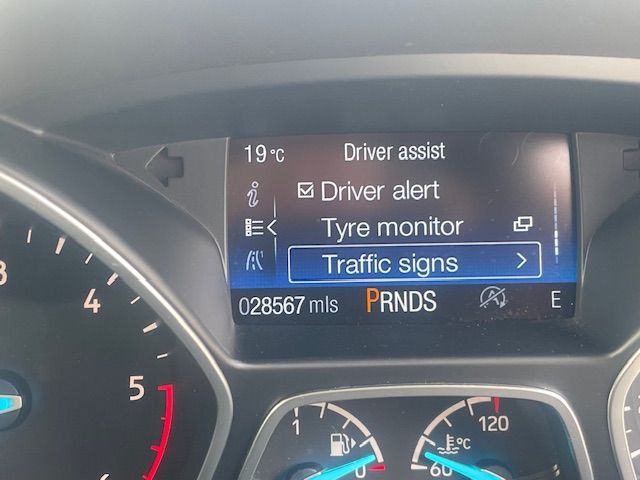 19°C Driver assist
Driver alert
Tyre monitor
Traffic signs
028567 mls PRNDS A E
3
4
5
6
1
0
°C
120
60